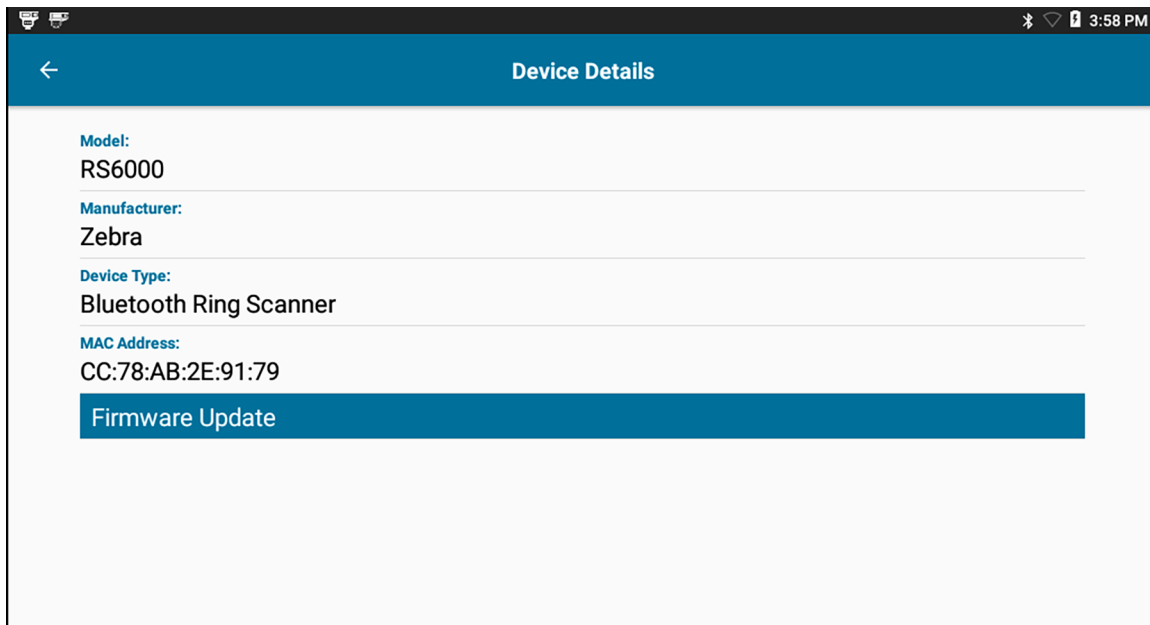 3:58 PM
Device Details
Model:
RS6000
Manufacturer:
Zebra
Device Type:
Bluetooth Ring Scanner
MAC Address:
CC:78:AB:2E:91:79
Firmware Update